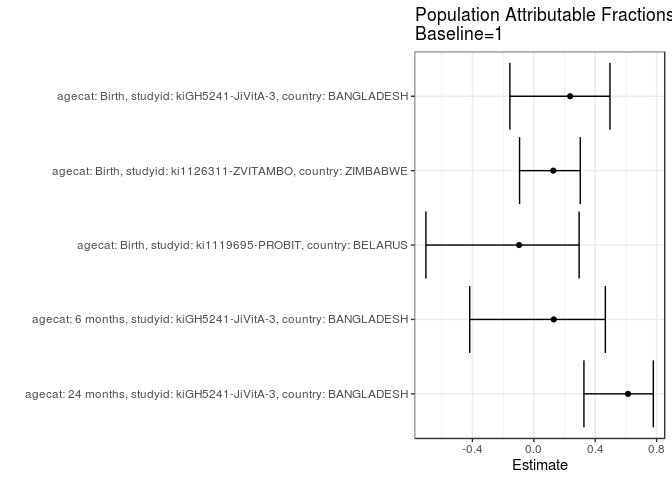 Population Attributable Fractions
Baseline=1
agecat: Birth, studyid: kiGH5241-JiVitA-3, country: BANGLADESH
agecat: Birth, studyid: ki1126311-ZVITAMBO, country: ZIMBABWE
agecat: Birth, studyid: ki1119695-PROBIT, country: BELARUS
agecat: 6 months, studyid: kiGH5241-JiVitA-3, country: BANGLADESH
agecat: 24 months, studyid: kiGH5241-JiVitA-3, country: BANGLADESH
-0.4 0.0 0.4 0.8
Estimate